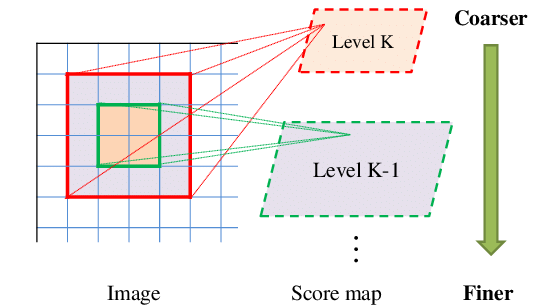 Coarser
Level K
Level K-1
⋮
Image
Score map
Finer